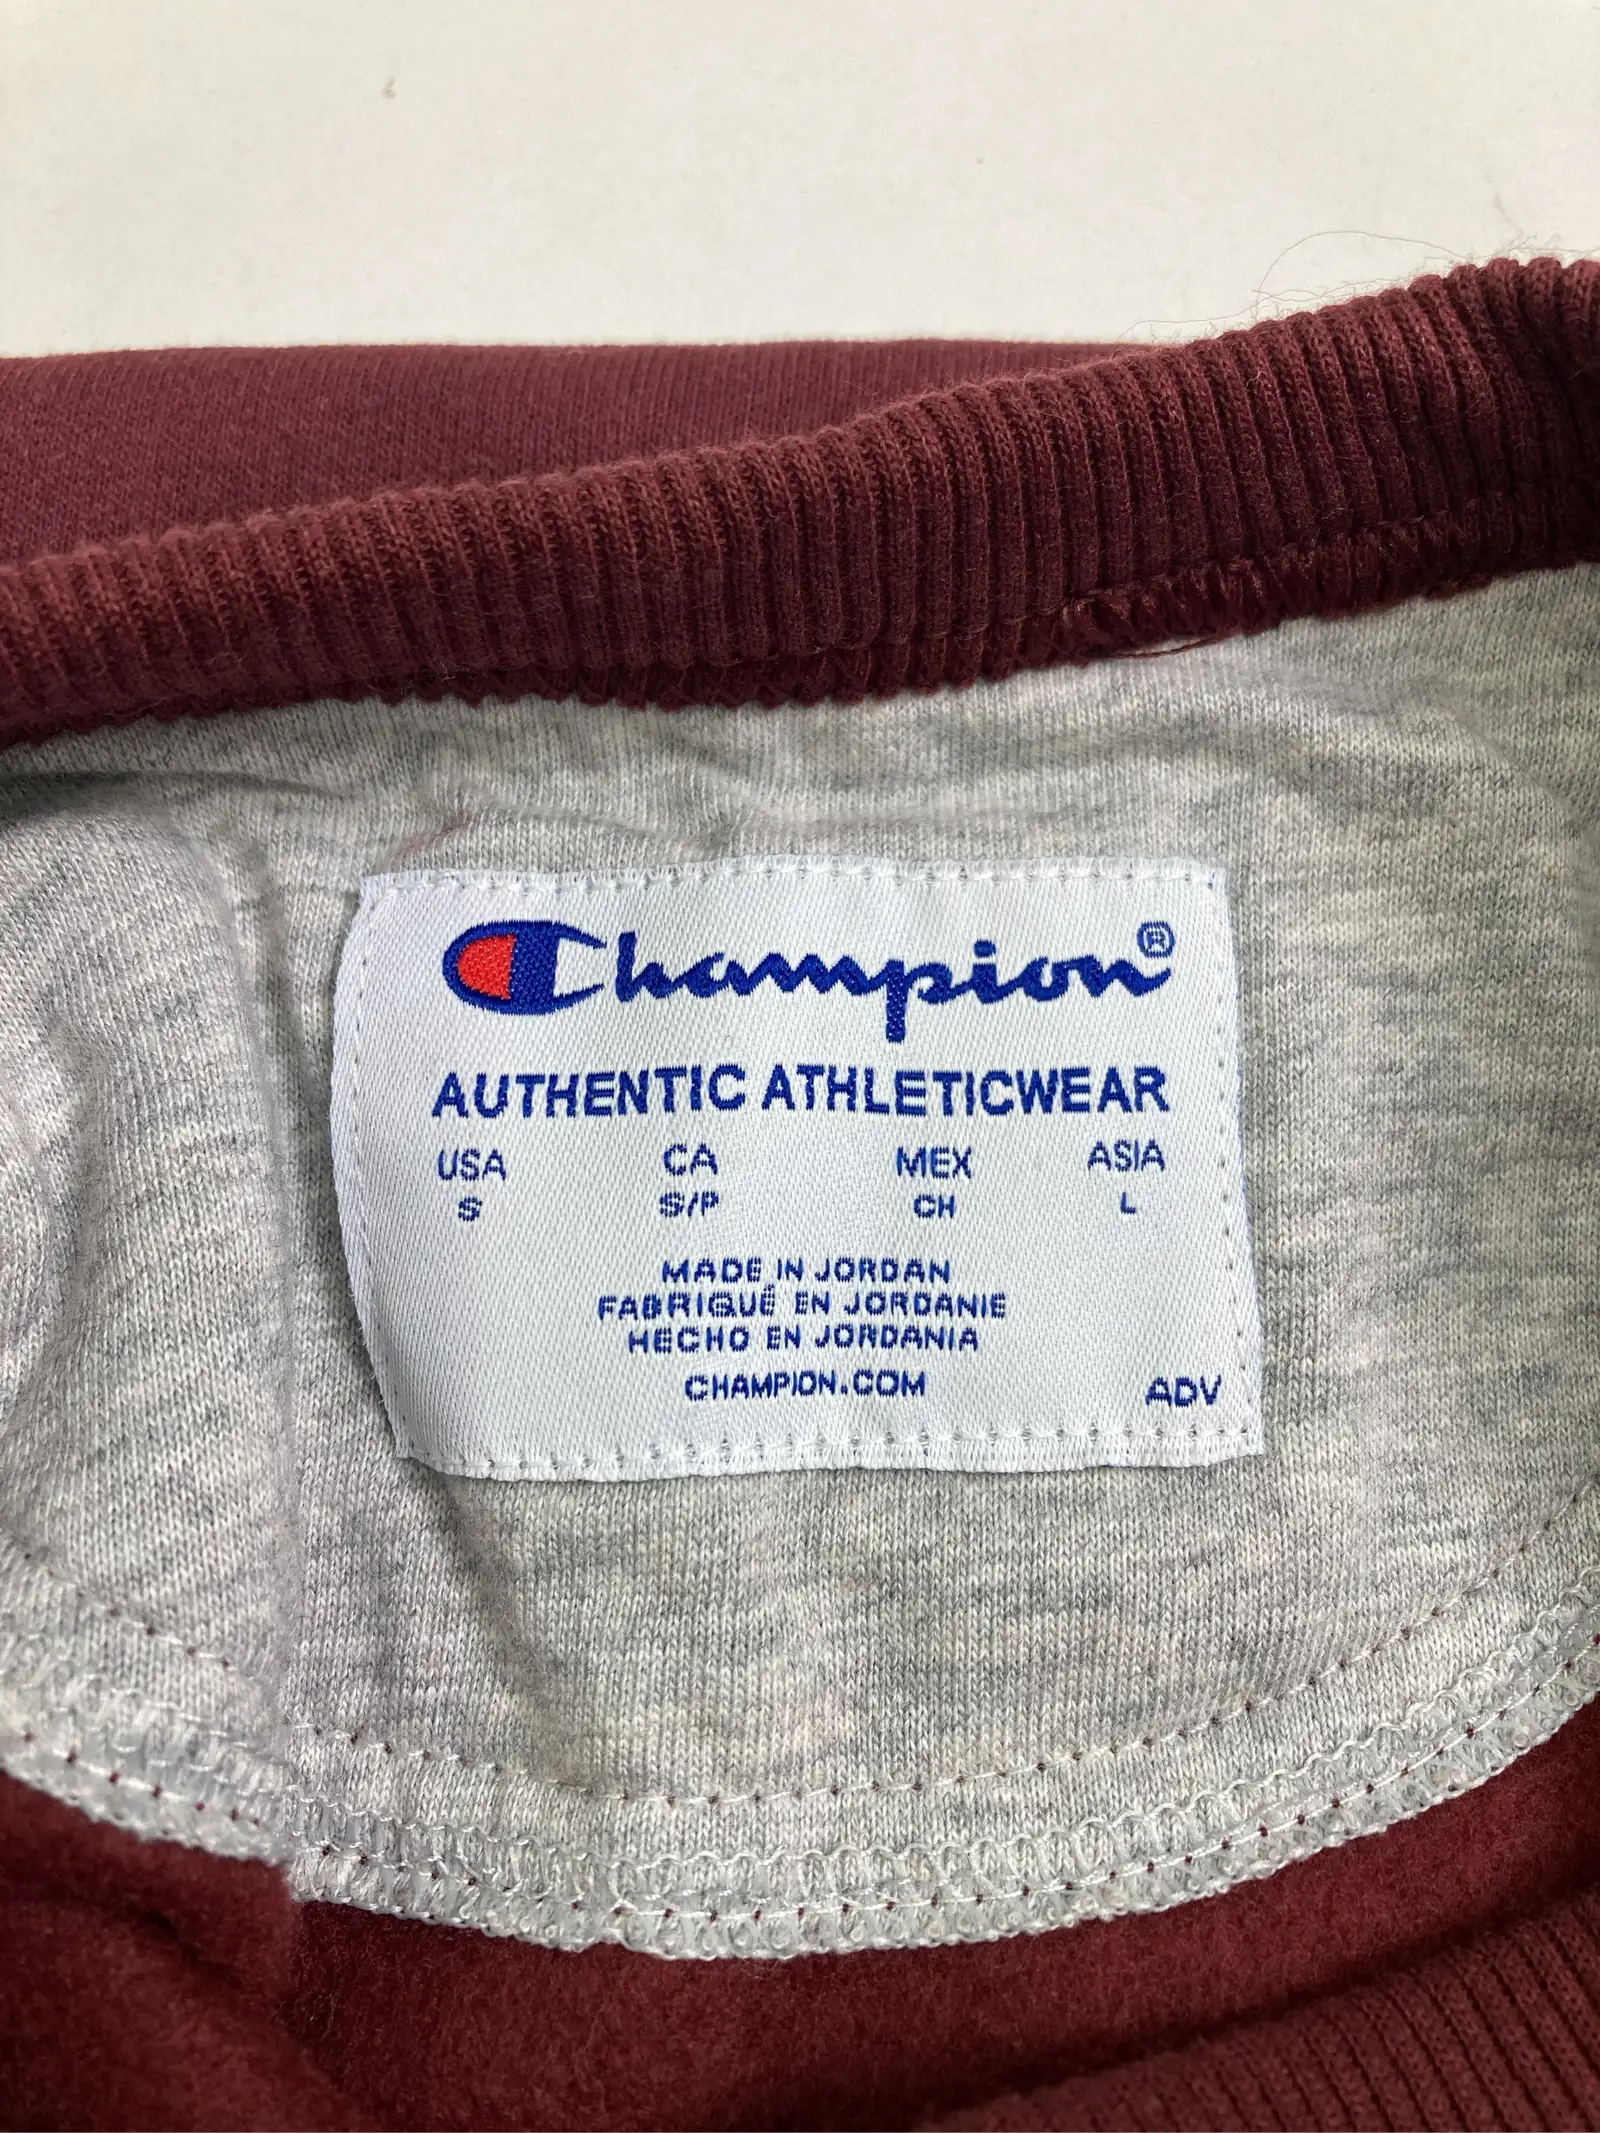 Champion®
AUTHENTIC ATHLETICWEAR
USA CA MEX ASIA
S S/P CH L
MADE IN JORDAN
FABRIQUÉ EN JORDANIE
HECHO EN JORDANIA
CHAMPION.COM
ADV